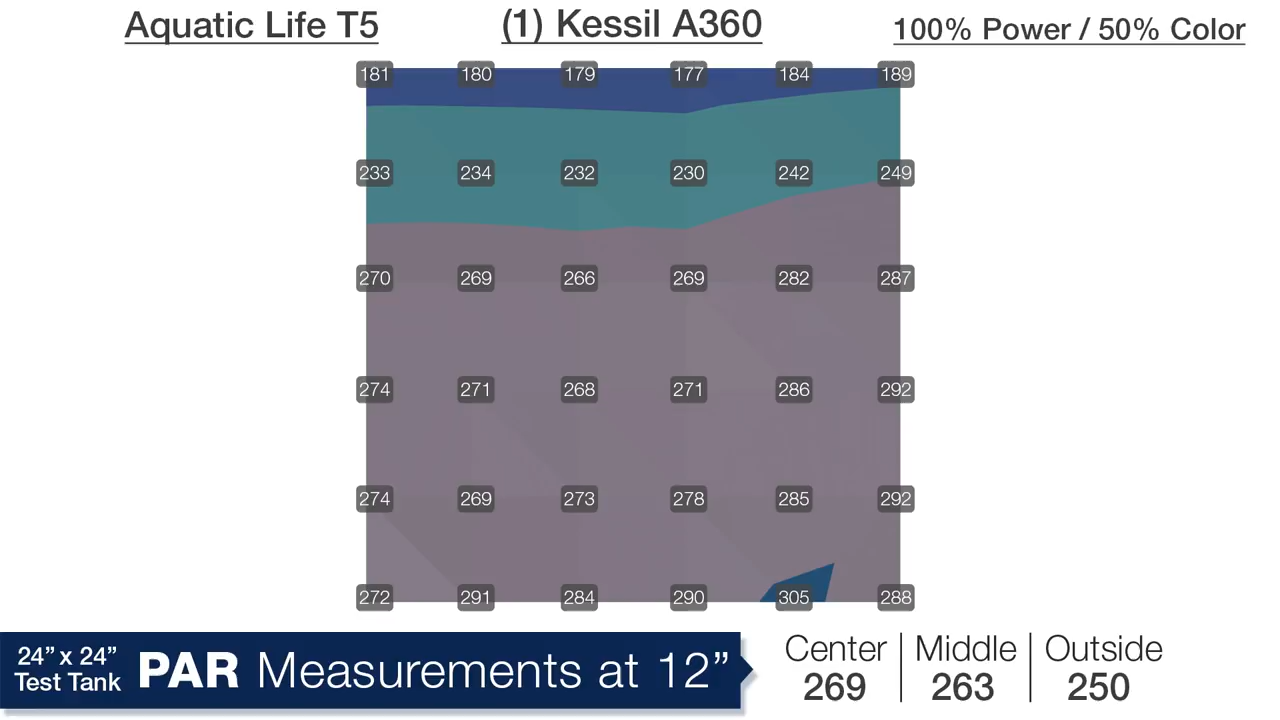 Aquatic Life T5
(1) Kessil A360
100% Power / 50% Color
181 180 179 177 184 189
233 234 232 230 242 249
270 269 266 269 282 287
274 271 268 271 286 292
274 269 273 278 285 292
272 291 284 290 305 288
24” x 24”
Test Tank
PAR Measurements at 12”
Center Middle Outside
269 263 250